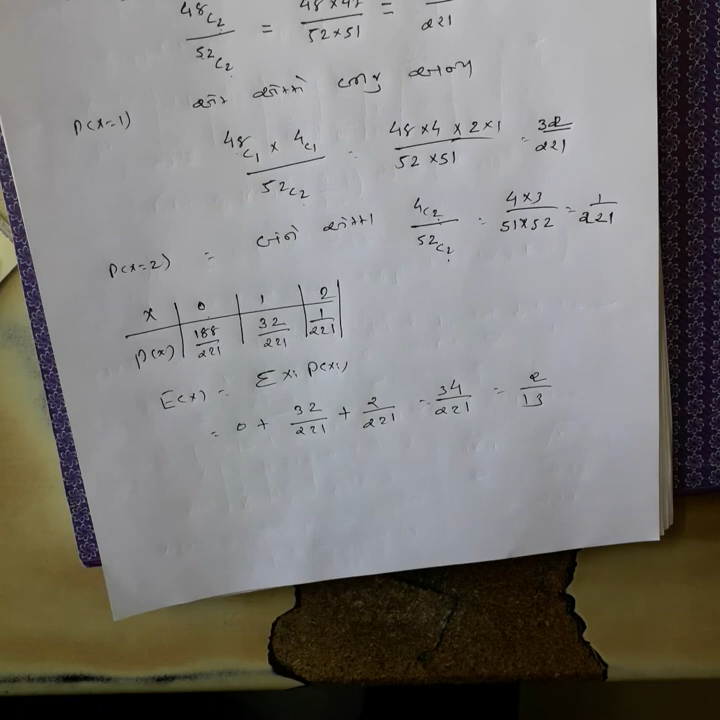 48C₂ / 52C₂ = 48×47 / 52×51 = / 221
P(X=1)
48C₁ × 4C₁ / 52C₂ = 48×4×2×1 / 52×51 = 32/221
P(X=2) = 4C₂ / 52C₂ = 4×3 / 51×52 = 1/221
X | 0 | 1 | 2
P(X) | 188/221 | 32/221 | 1/221
E(X) = Σ Xi P(Xi)
= 0 + 32/221 + 2/221 = 34/221 = 2/13